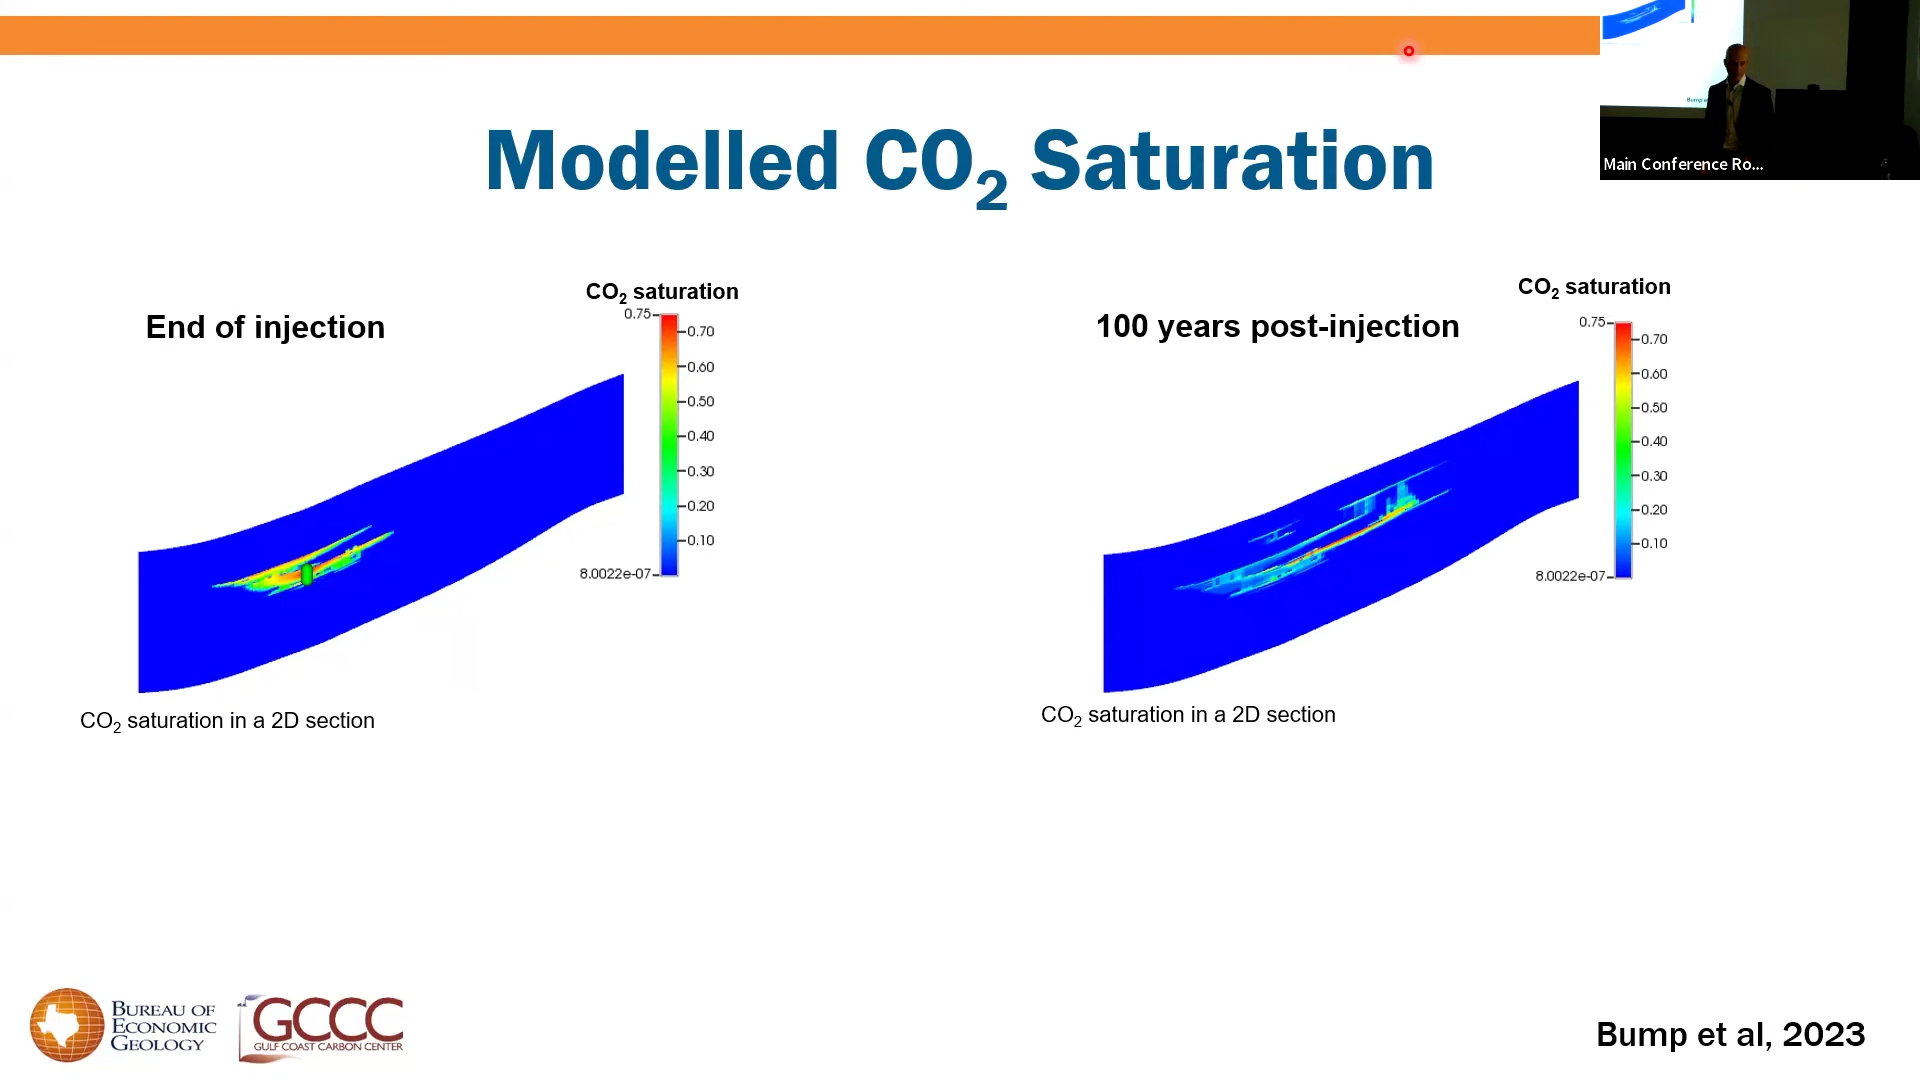 Modelled CO₂ Saturation
Main Conference Ro...
End of injection
CO₂ saturation
0.75
0.70
0.60
0.50
0.40
0.30
0.20
0.10
8.0022e-07
CO₂ saturation in a 2D section
100 years post-injection
CO₂ saturation
0.75
0.70
0.60
0.50
0.40
0.30
0.20
0.10
8.0022e-07
CO₂ saturation in a 2D section
BUREAU OF
ECONOMIC
GEOLOGY
GCCC
GULF COAST CARBON CENTER
Bump et al, 2023